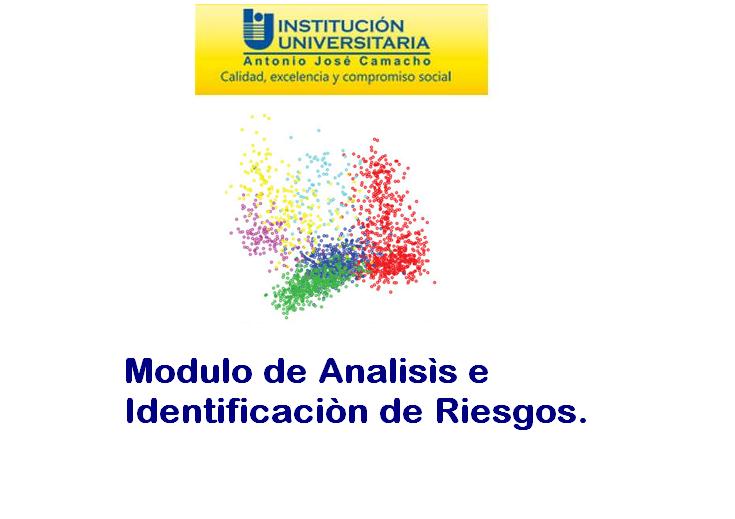 INSTITUCIÓN
UNIVERSITARIA
Antonio José Camacho
Calidad, excelencia y compromiso social
Modulo de Analisìs e
Identificaciòn de Riesgos.